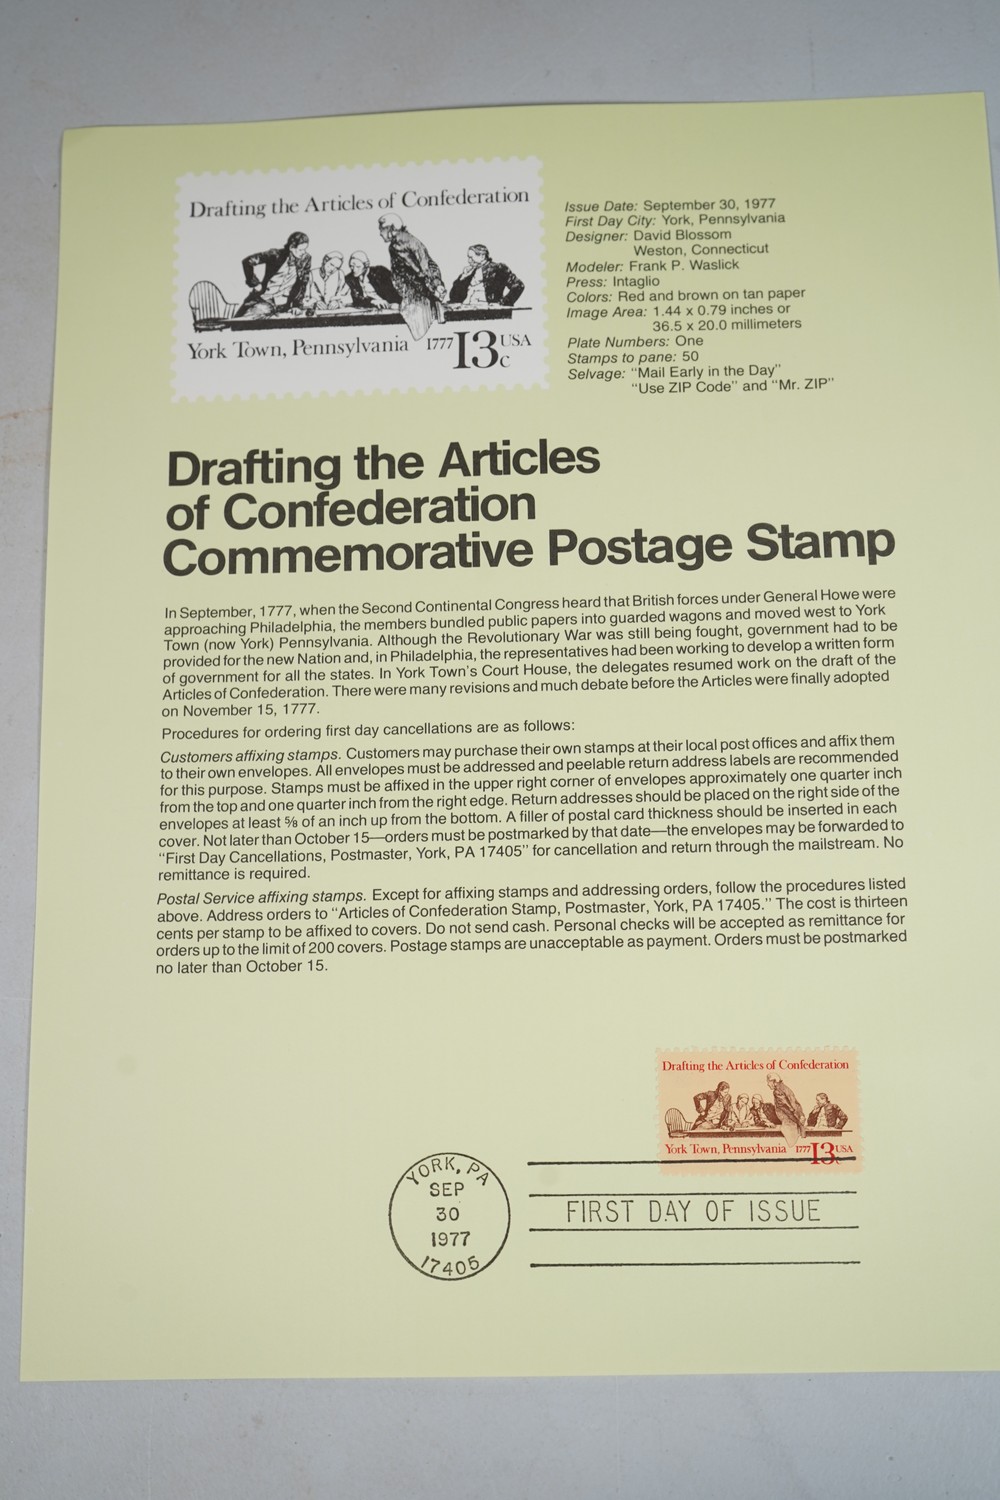 Drafting the Articles of Confederation
York Town, Pennsylvania 1777 13c USA
Issue Date: September 30, 1977
First Day City: York, Pennsylvania
Designer: David Blossom
Weston, Connecticut
Modeler: Frank P. Waslick
Press: Intaglio
Colors: Red and brown on tan paper
Image Area: 1.44 x 0.79 inches or
36.5 x 20.0 millimeters
Plate Numbers: One
Stamps to pane: 50
Selvage: “Mail Early in the Day”
“Use ZIP Code” and “Mr. ZIP”
Drafting the Articles
of Confederation
Commemorative Postage Stamp
In September, 1777, when the Second Continental Congress heard that British forces under General Howe were
approaching Philadelphia, the members bundled public papers into guarded wagons and moved west to York
Town (now York) Pennsylvania. Although the Revolutionary War was still being fought, government had to be
provided for the new Nation and, in Philadelphia, the representatives had been working to develop a written form
of government for all the states. In York Town's Court House, the delegates resumed work on the draft of the
Articles of Confederation. There were many revisions and much debate before the Articles were finally adopted
on November 15, 1777.
Procedures for ordering first day cancellations are as follows:
Customers affixing stamps. Customers may purchase their own stamps at their local post offices and affix them
to their own envelopes. All envelopes must be addressed and peelable return address labels are recommended
for this purpose. Stamps must be affixed in the upper right corner of envelopes approximately one quarter inch
from the top and one quarter inch from the right edge. Return addresses should be placed on the right side of the
envelopes at least ⅝ of an inch up from the bottom. A filler of postal card thickness should be inserted in each
cover. Not later than October 15—orders must be postmarked by that date—the envelopes may be forwarded to
“First Day Cancellations, Postmaster, York, PA 17405” for cancellation and return through the mailstream. No
remittance is required.
Postal Service affixing stamps. Except for affixing stamps and addressing orders, follow the procedures listed
above. Address orders to “Articles of Confederation Stamp, Postmaster, York, PA 17405.” The cost is thirteen
cents per stamp to be affixed to covers. Do not send cash. Personal checks will be accepted as remittance for
orders up to the limit of 200 covers. Postage stamps are unacceptable as payment. Orders must be postmarked
no later than October 15.
Drafting the Articles of Confederation
York Town, Pennsylvania 1777 13c USA
YORK, PA
SEP
30
1977
17405
FIRST DAY OF ISSUE